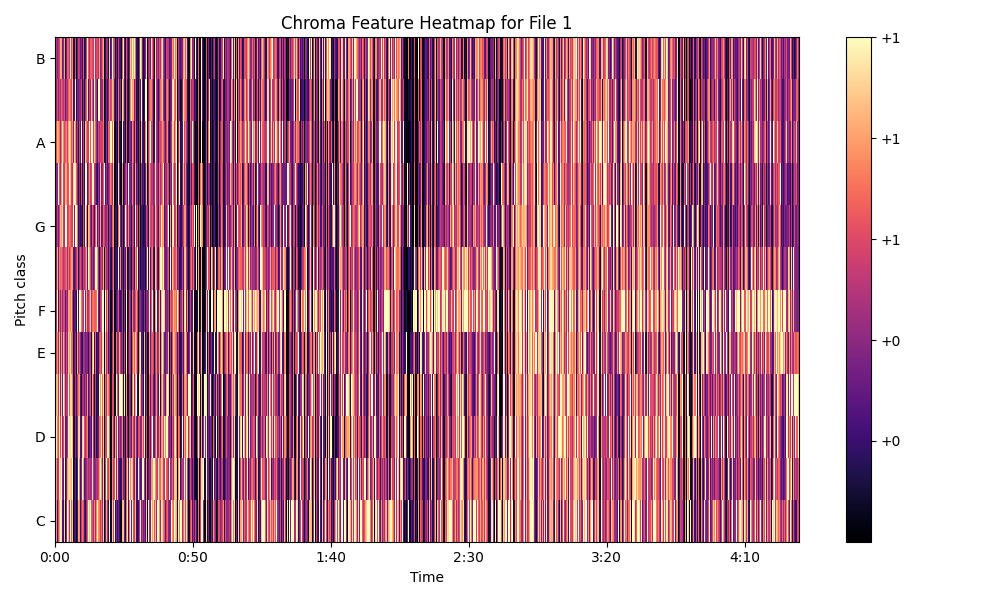 Chroma Feature Heatmap for File 1
Pitch class
B
A
G
F
E
D
C
0:00 0:50 1:40 2:30 3:20 4:10
Time
+1
+1
+1
+0
+0